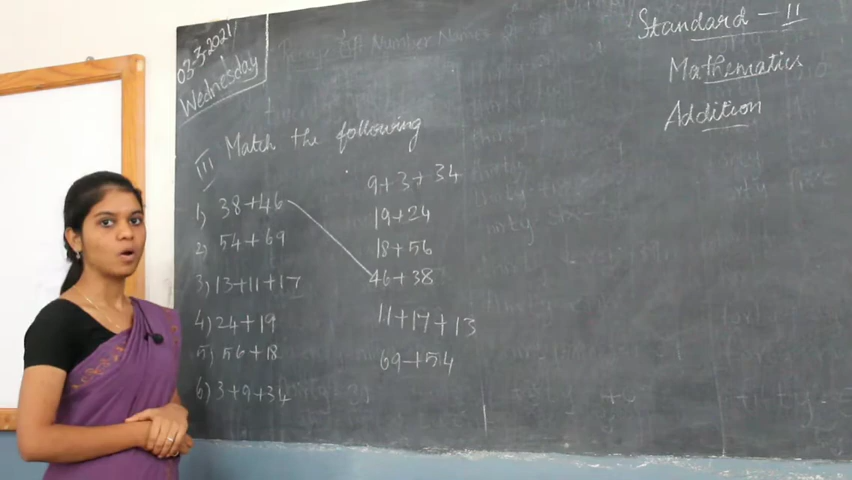 03-3-2021
Wednesday
Standard - II
Mathematics
Addition
III Match the following
1) 38+46
2) 54+69
3) 13+11+17
4) 24+19
5) 56+18
6) 3+9+34
9+3+34
19+24
18+56
46+38
11+17+13
69+54